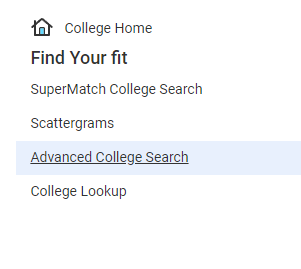 College Home
Find Your fit
SuperMatch College Search
Scattergrams
Advanced College Search
College Lookup